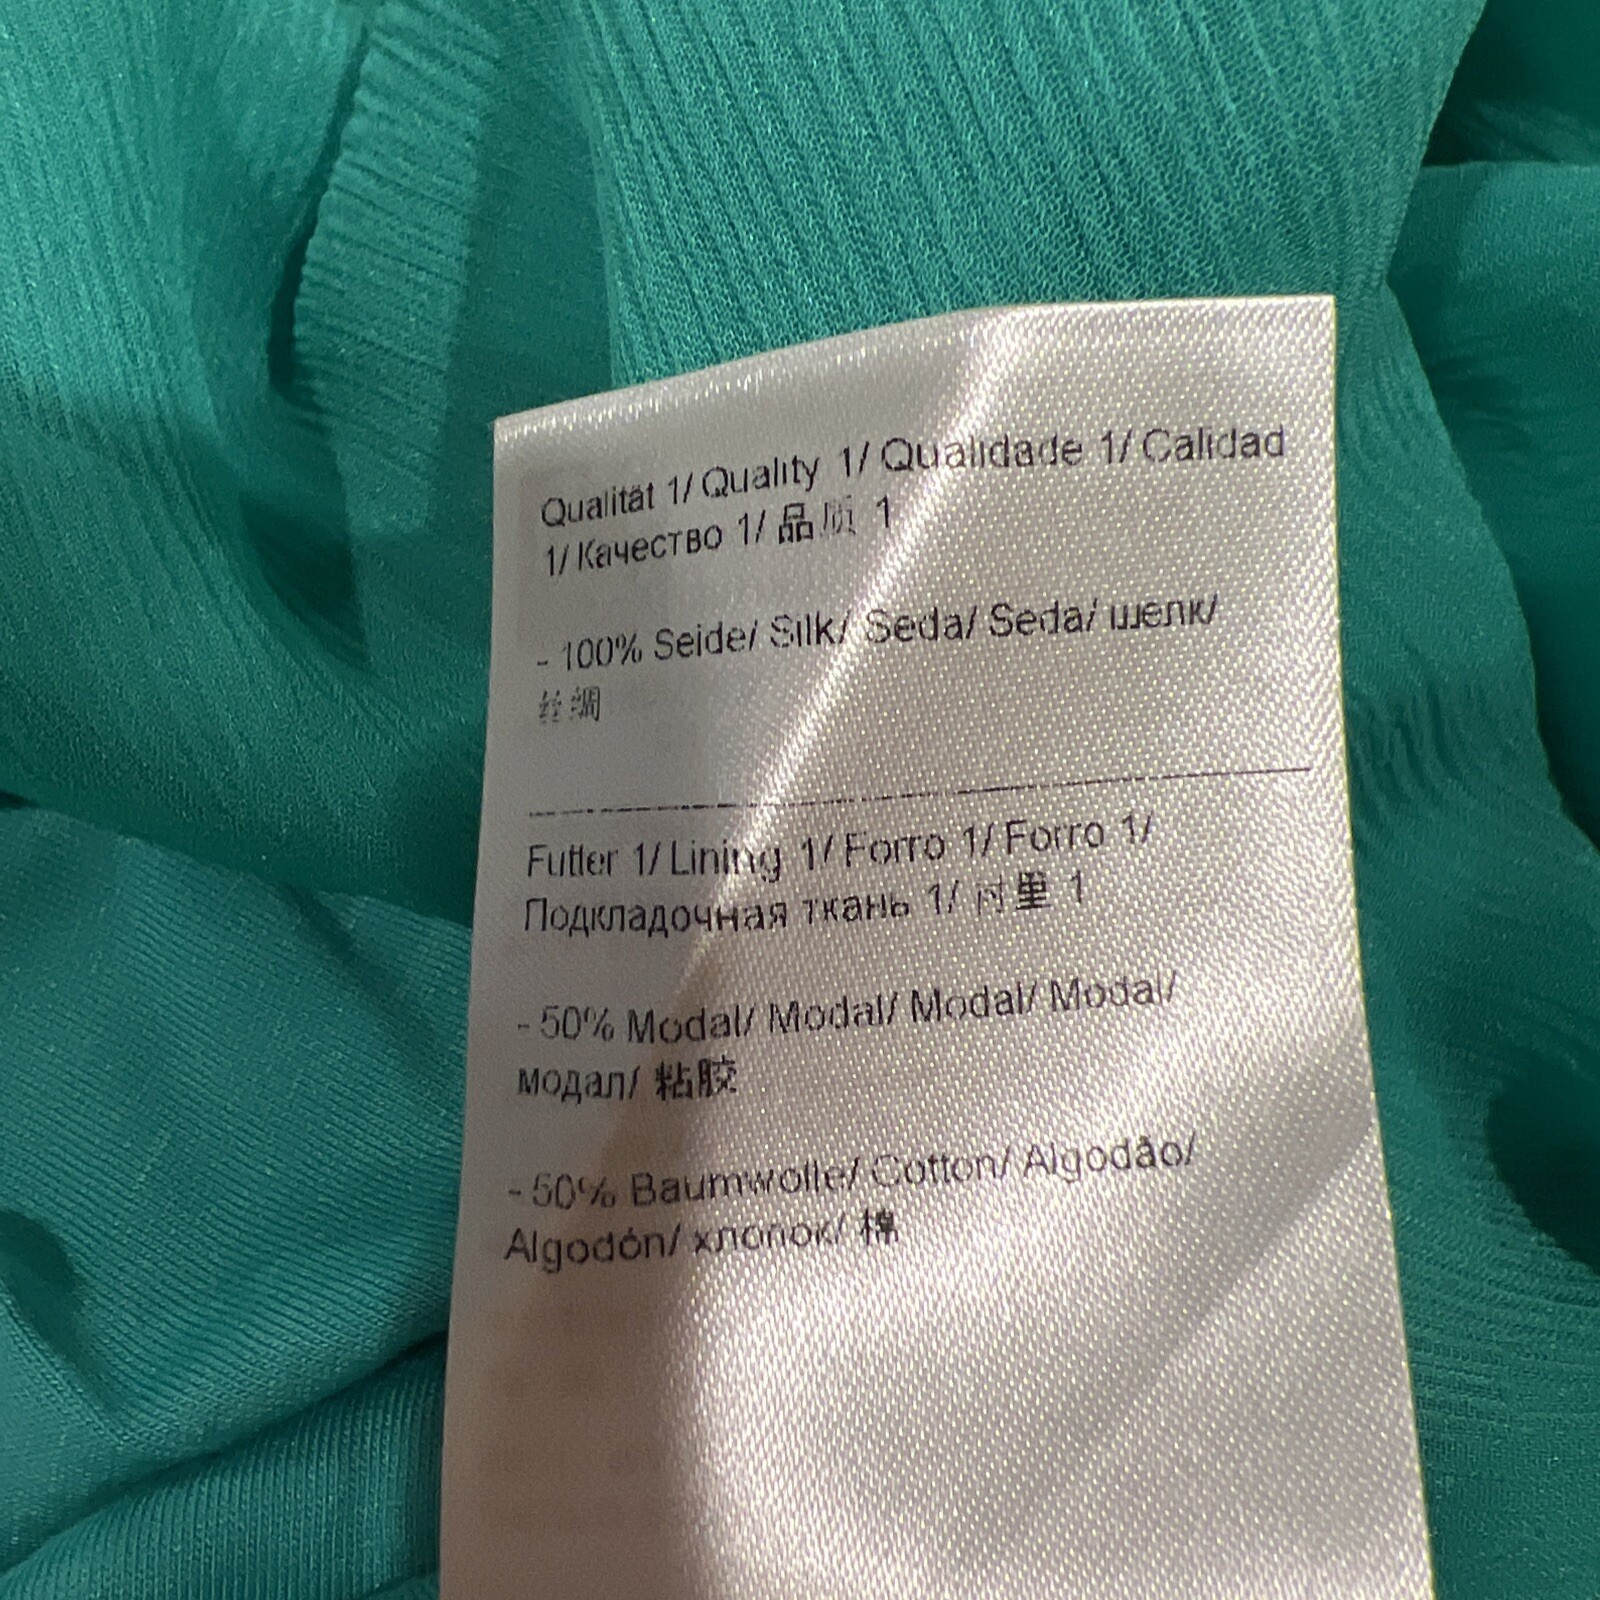 Qualität 1/ Quality 1/ Qualidade 1/ Calidad
1/ Качество 1/ 品质 1
- 100% Seide/ Silk/ Seda/ Seda/ шелк/
丝绸
Futter 1/ Lining 1/ Forro 1/ Forro 1/
Подкладочная ткань 1/ 衬里 1
- 50% Modal/ Modal/ Modal/ Modal/
модал/ 粘胶
- 50% Baumwolle/ Cotton/ Algodão/
Algodón/ хлопок/ 棉